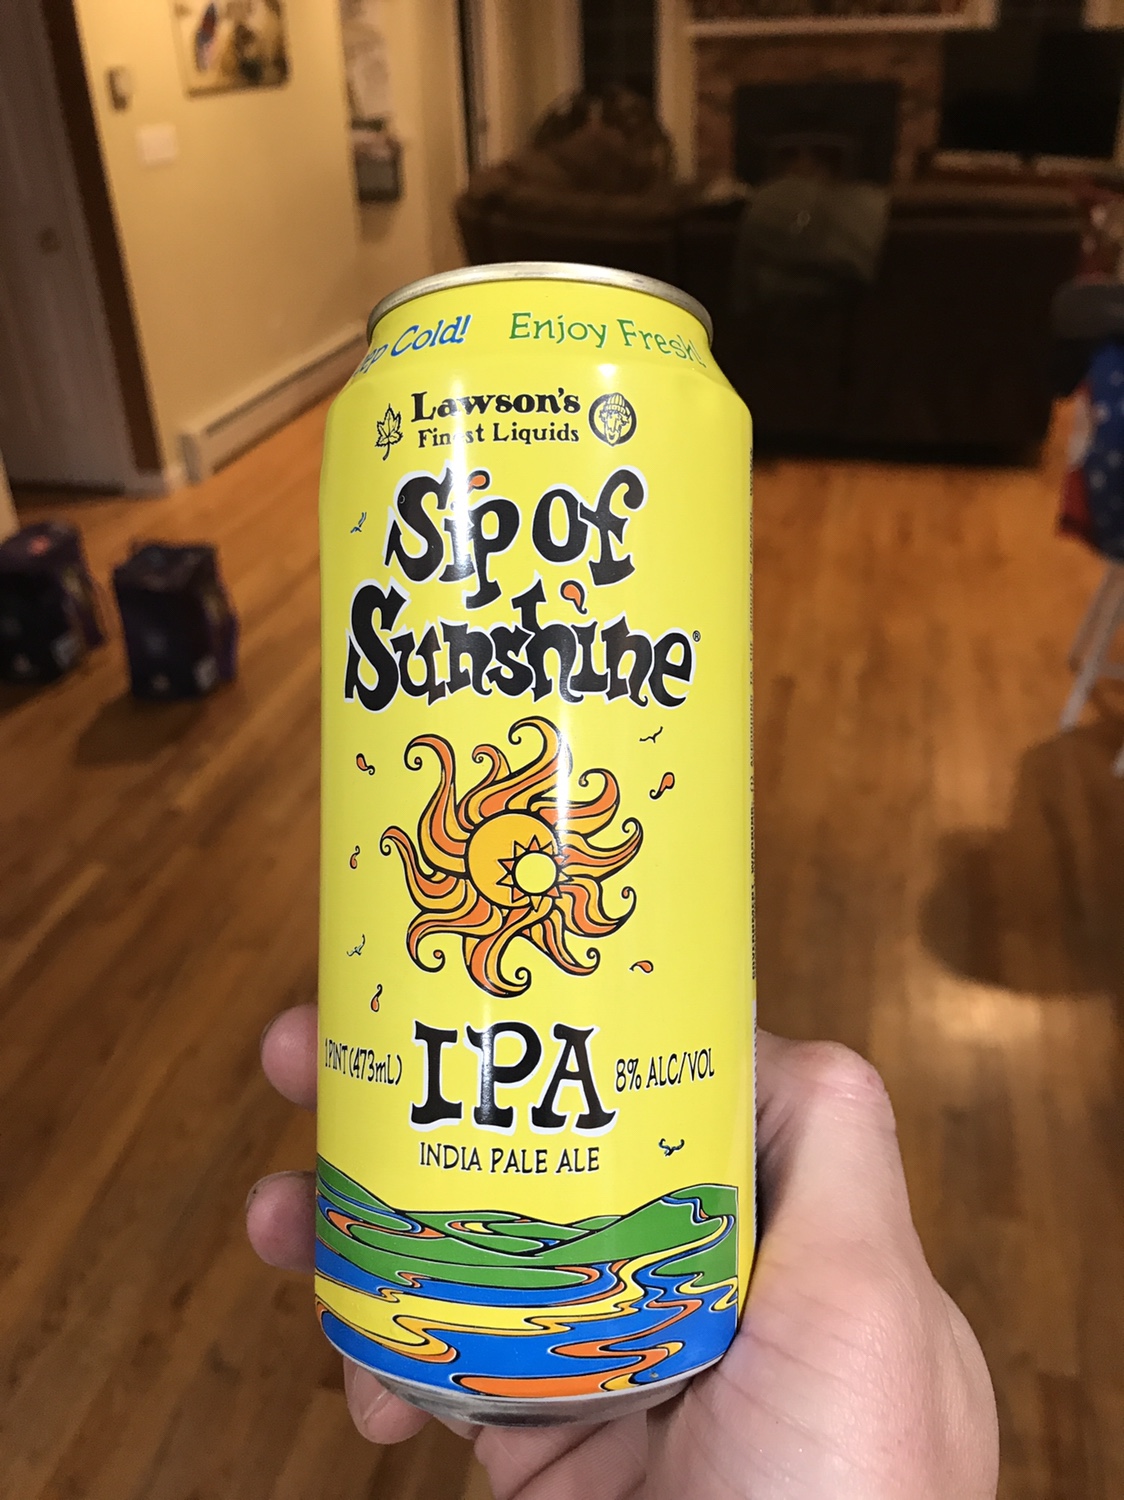 Cold! Enjoy Fresh!
Lawson's
Finest Liquids
Sip of
Sunshine®
1 PINT (473mL) IPA 8% ALC/VOL
INDIA PALE ALE